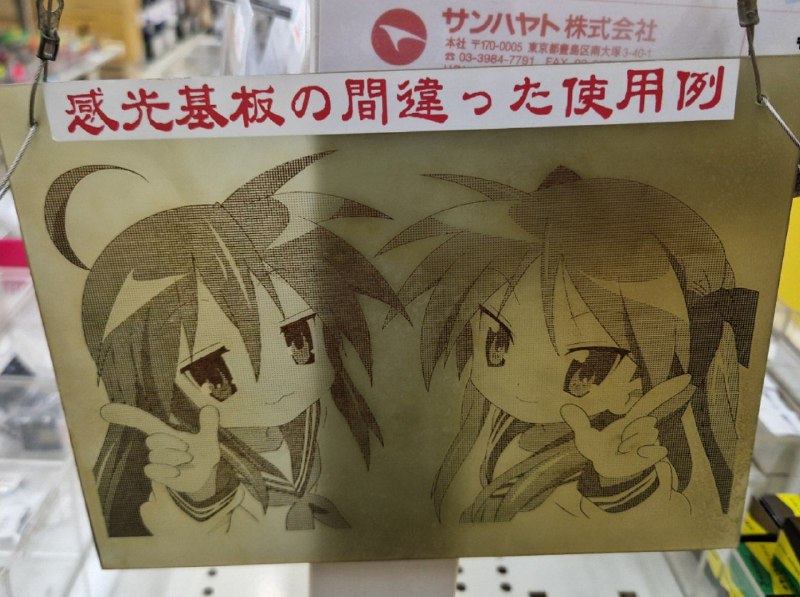 サンハヤト株式会社
本社 〒170-0005 東京都豊島区南大塚3-40-1
☎ 03-3984-7791 FAX
感光基板の間違った使用例